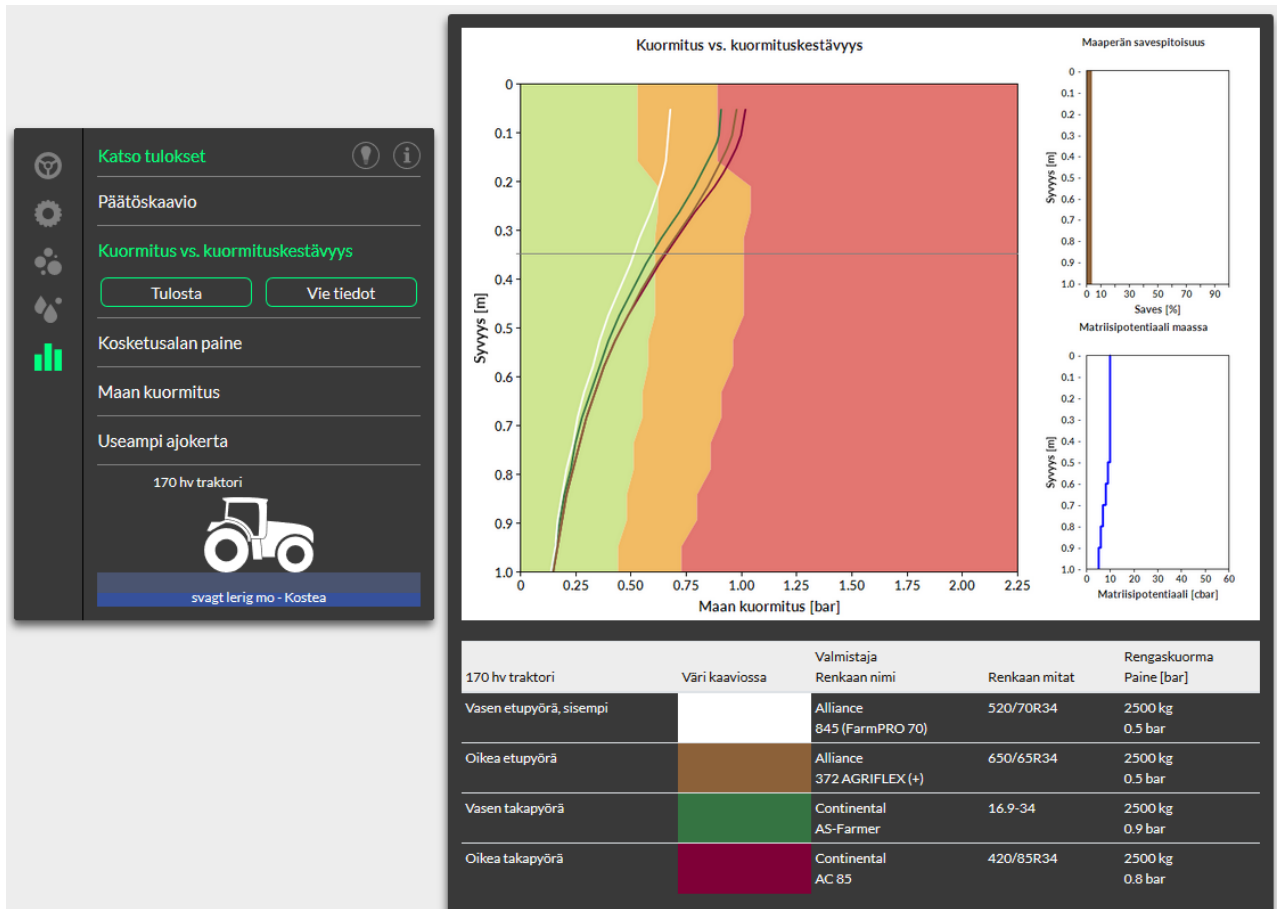 Katso tulokset
Päätöskaavio
Kuormitus vs. kuormituskestävyys
Tulosta Vie tiedot
Kosketusalan paine
Maan kuormitus
Useampi ajokerta
170 hv traktori
svagt lerig mo - Kostea
Kuormitus vs. kuormituskestävyys
Syvyys [m]
0
0.1
0.2
0.3
0.4
0.5
0.6
0.7
0.8
0.9
1.0
0 0.25 0.50 0.75 1.00 1.25 1.50 1.75 2.00 2.25
Maan kuormitus [bar]
Maaperän savespitoisuus
Syvyys [m]
0
0.1
0.2
0.3
0.4
0.5
0.6
0.7
0.8
0.9
1.0
0 10 30 50 70 90
Saves [%]
Matriisipotentiaali maassa
Syvyys [m]
0
0.1
0.2
0.3
0.4
0.5
0.6
0.7
0.8
0.9
1.0
0 10 20 30 40 50 60
Matriisipotentiaali [cbar]
Valmistaja Rengaskuorma
170 hv traktori Väri kaaviossa Renkaan nimi Renkaan mitat Paine [bar]
Vasen etupyörä, sisempi Alliance 520/70R34 2500 kg
845 (FarmPRO 70) 0.5 bar
Oikea etupyörä Alliance 650/65R34 2500 kg
372 AGRIFLEX (+) 0.5 bar
Vasen takapyörä Continental 16.9-34 2500 kg
AS-Farmer 0.9 bar
Oikea takapyörä Continental 420/85R34 2500 kg
AC 85 0.8 bar